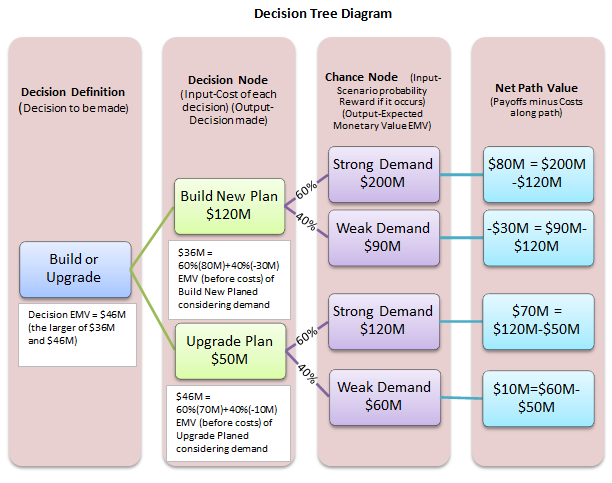 Decision Tree Diagram
Decision Definition
(Decision to be made)
Build or
Upgrade
Decision EMV = $46M
(the larger of $36M
and $46M)
Decision Node
(Input-Cost of each
decision) (Output-
Decision made)
Build New Plan
$120M
$36M =
60%(80M)+40%(-30M)
EMV (before costs) of
Build New Planed
considering demand
Upgrade Plan
$50M
$46M =
60%(70M)+40%(-10M)
EMV (before costs) of
Upgrade Planed
considering demand
60%
40%
60%
40%
Chance Node (Input-
Scenario probability
Reward if it occurs)
(Output-Expected
Monetary Value EMV)
Strong Demand
$200M
Weak Demand
$90M
Strong Demand
$120M
Weak Demand
$60M
Net Path Value
(Payoffs minus Costs
along path)
$80M = $200M
-$120M
-$30M = $90M-
$120M
$70M =
$120M-$50M
$10M=$60M-
$50M